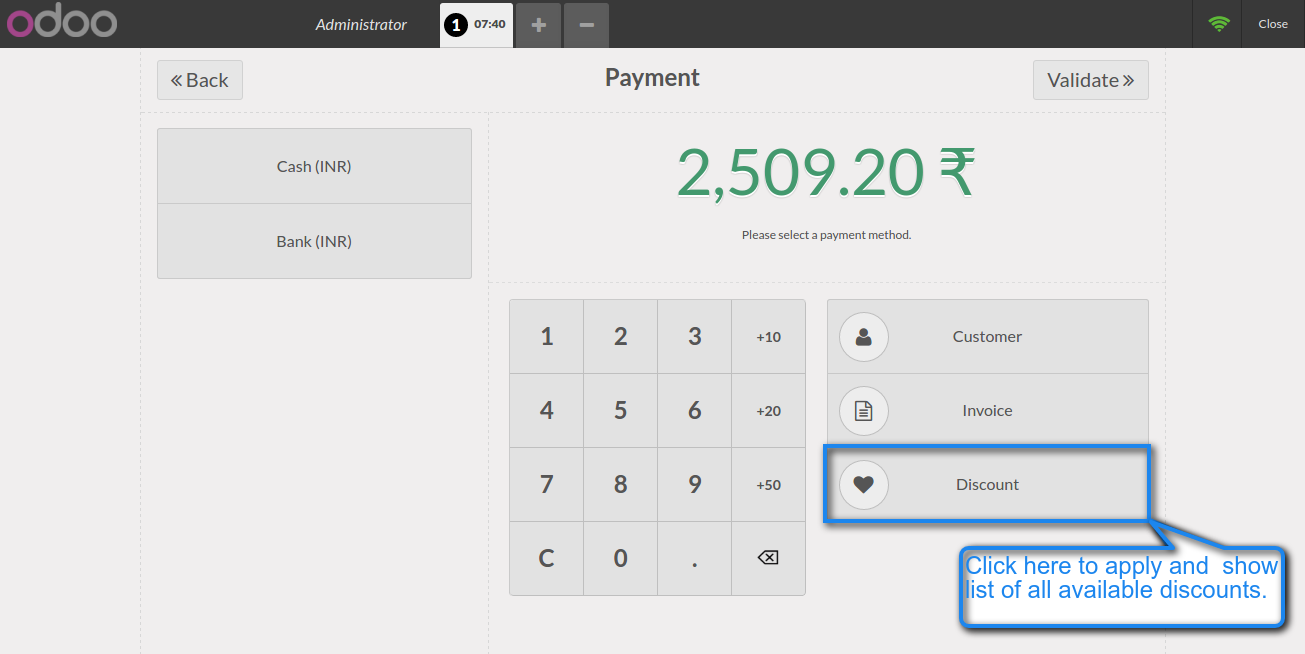 odoo
Administrator
1 07:40
+
−
Close
Back
Payment
Validate
Cash (INR)
Bank (INR)
2,509.20 ₹
Please select a payment method.
1 2 3 +10
4 5 6 +20
7 8 9 +50
C 0 .
Customer
Invoice
Discount
Click here to apply and  show
list of all available discounts.